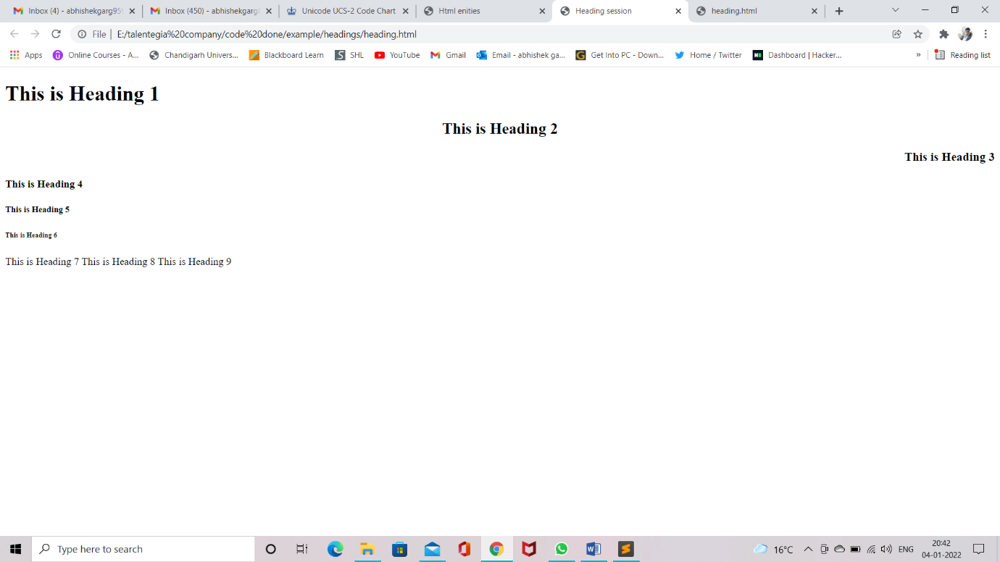 Inbox (4) - abhishekgarg95 Inbox (450) - abhishekgarg Unicode UCS-2 Code Chart Html enities Heading session heading.html
File | E:/talentegia%20company/code%20done/example/headings/heading.html
Apps Online Courses - A... Chandigarh Univers... Blackboard Learn SHL YouTube Gmail Email - abhishek ga... Get Into PC - Down... Home / Twitter Dashboard | Hacker... » Reading list
This is Heading 1
This is Heading 2
This is Heading 3
This is Heading 4
This is Heading 5
This is Heading 6
This is Heading 7 This is Heading 8 This is Heading 9
Type here to search 16°C ENG 20:42
04-01-2022